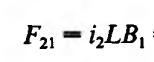 F₂₁ = i₂LB₁